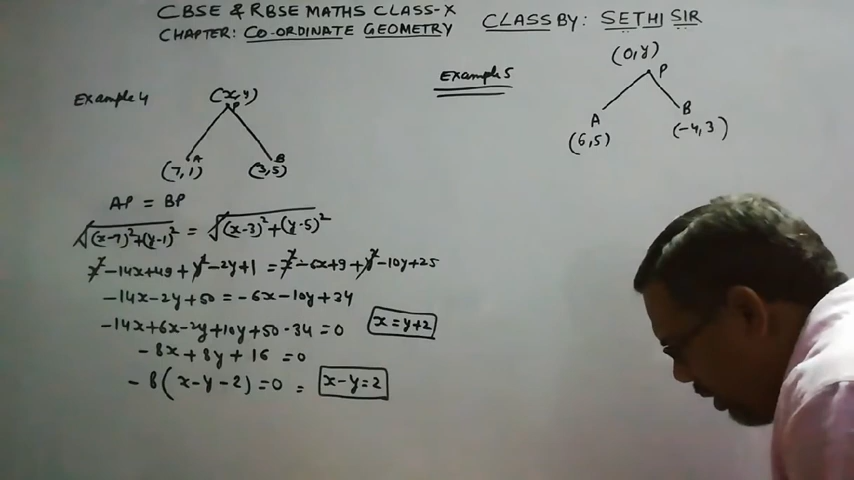 CBSE & RBSE MATHS CLASS-X
CHAPTER: CO-ORDINATE GEOMETRY
CLASS BY: SETHI SIR
Example 4
(x,y)
P
A
B
(7,1)
(3,5)
AP = BP
√(x-7)²+(y-1)² = √(x-3)²+(y-5)²
x²-14x+49+y²-2y+1 = x²-6x+9+y²-10y+25
-14x-2y+50 = -6x-10y+34
-14x+6x-2y+10y+50-34=0
x=y+2
-8x+8y+16=0
-8(x-y-2)=0 = x-y=2
Example 5
(0,y)
P
A
B
(6,5)
(-4,3)